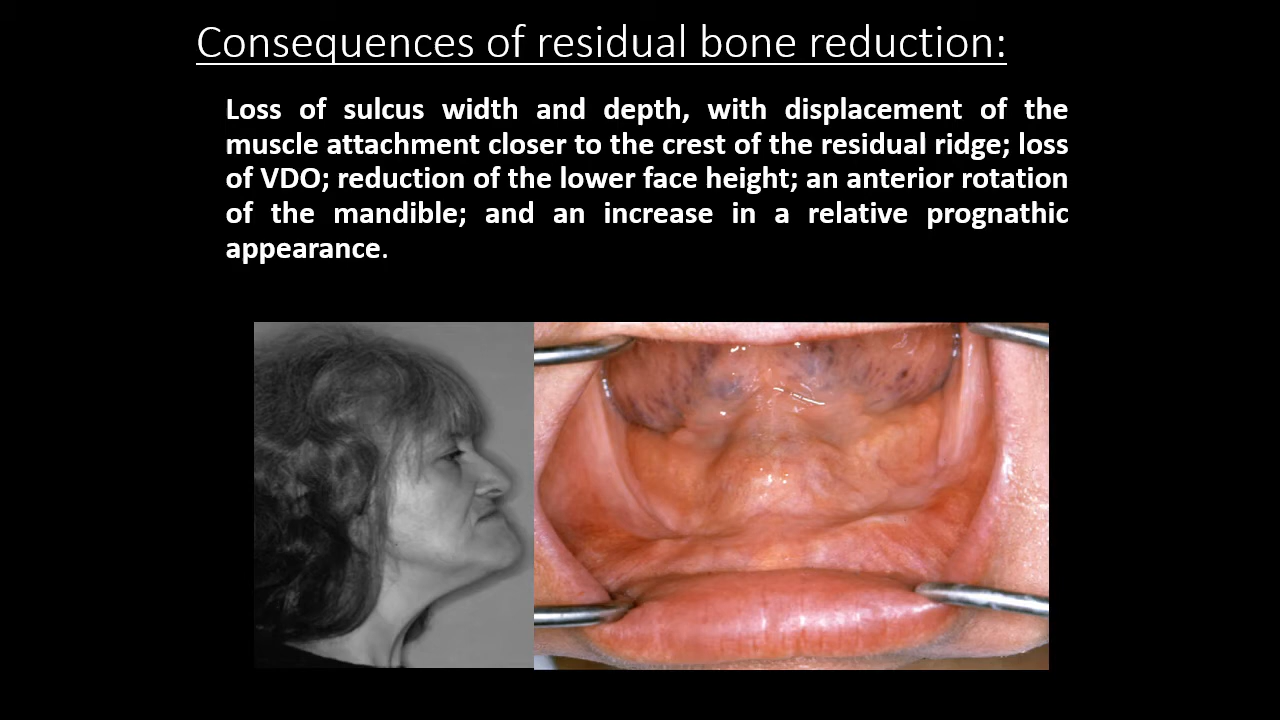 Consequences of residual bone reduction:
Loss of sulcus width and depth, with displacement of the
muscle attachment closer to the crest of the residual ridge; loss
of VDO; reduction of the lower face height; an anterior rotation
of the mandible; and an increase in a relative prognathic
appearance.